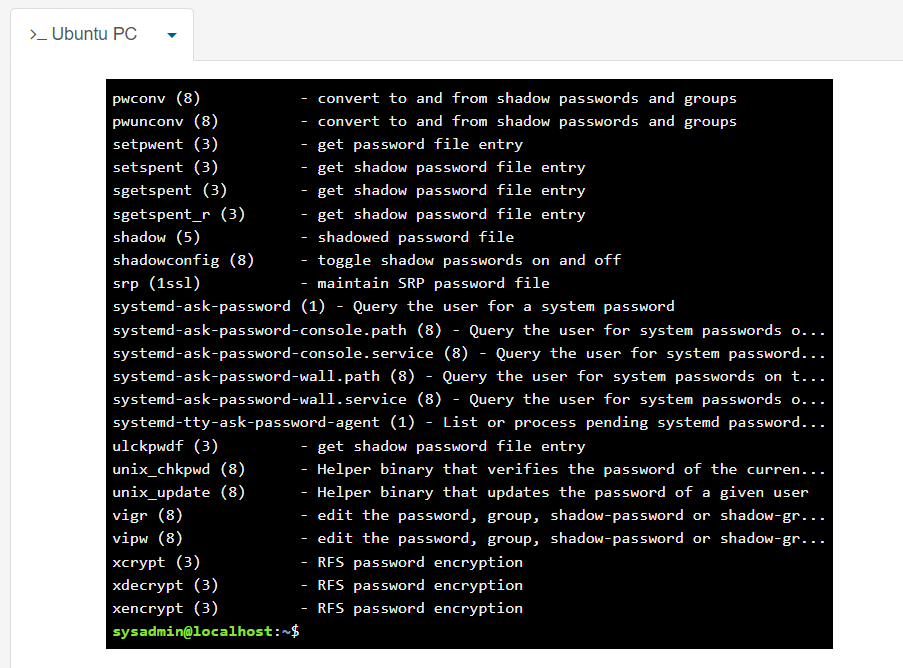 >_ Ubuntu PC
pwconv (8)           - convert to and from shadow passwords and groups
pwunconv (8)         - convert to and from shadow passwords and groups
setpwent (3)         - get password file entry
setspent (3)         - get shadow password file entry
sgetspent (3)        - get shadow password file entry
sgetspent_r (3)      - get shadow password file entry
shadow (5)           - shadowed password file
shadowconfig (8)     - toggle shadow passwords on and off
srp (1ssl)           - maintain SRP password file
systemd-ask-password (1) - Query the user for a system password
systemd-ask-password-console.path (8) - Query the user for system passwords o...
systemd-ask-password-console.service (8) - Query the user for system password...
systemd-ask-password-wall.path (8) - Query the user for system passwords on t...
systemd-ask-password-wall.service (8) - Query the user for system passwords o...
systemd-tty-ask-password-agent (1) - List or process pending systemd password...
ulckpwdf (3)         - get shadow password file entry
unix_chkpwd (8)      - Helper binary that verifies the password of the curren...
unix_update (8)      - Helper binary that updates the password of a given user
vigr (8)             - edit the password, group, shadow-password or shadow-gr...
vipw (8)             - edit the password, group, shadow-password or shadow-gr...
xcrypt (3)           - RFS password encryption
xdecrypt (3)         - RFS password encryption
xencrypt (3)         - RFS password encryption
sysadmin@localhost:~$